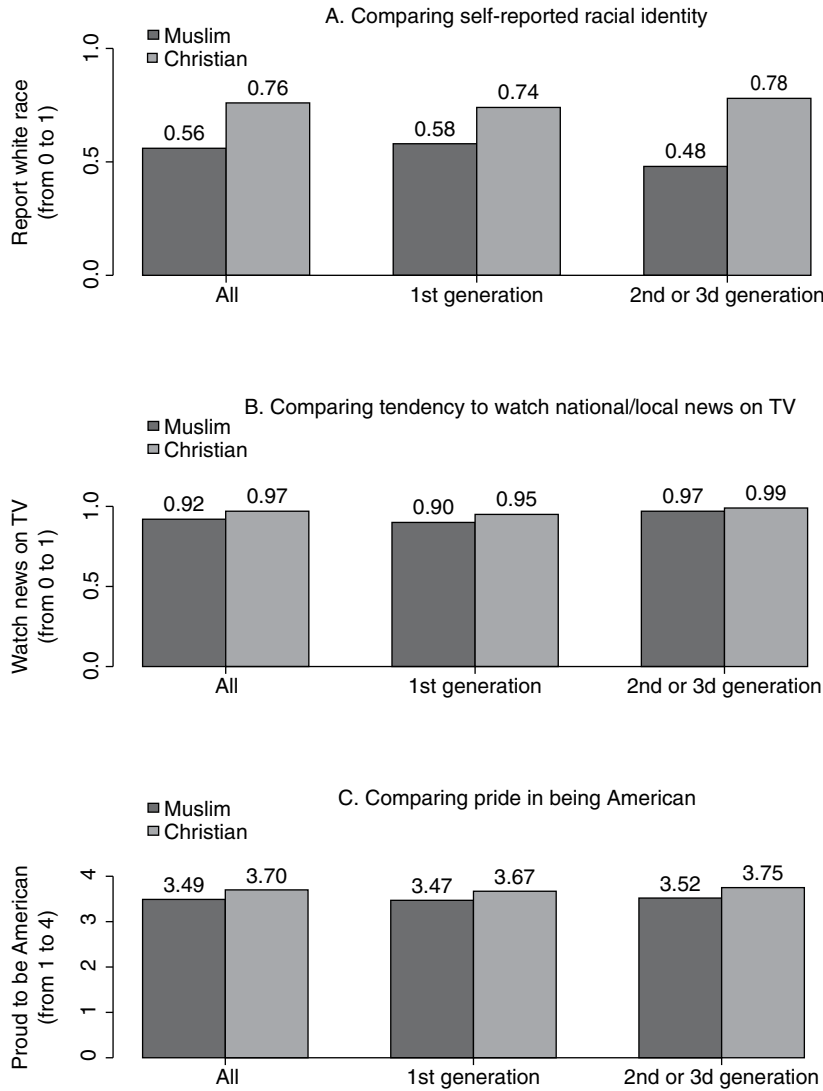 A. Comparing self-reported racial identity
Muslim
Christian
Report white race
(from 0 to 1)
1.0
0.5
0.0
0.56
0.76
0.58
0.74
0.48
0.78
All
1st generation
2nd or 3d generation
B. Comparing tendency to watch national/local news on TV
Muslim
Christian
Watch news on TV
(from 0 to 1)
1.0
0.5
0.0
0.92
0.97
0.90
0.95
0.97
0.99
All
1st generation
2nd or 3d generation
C. Comparing pride in being American
Muslim
Christian
Proud to be American
(from 1 to 4)
4
3
2
1
0
3.49
3.70
3.47
3.67
3.52
3.75
All
1st generation
2nd or 3d generation